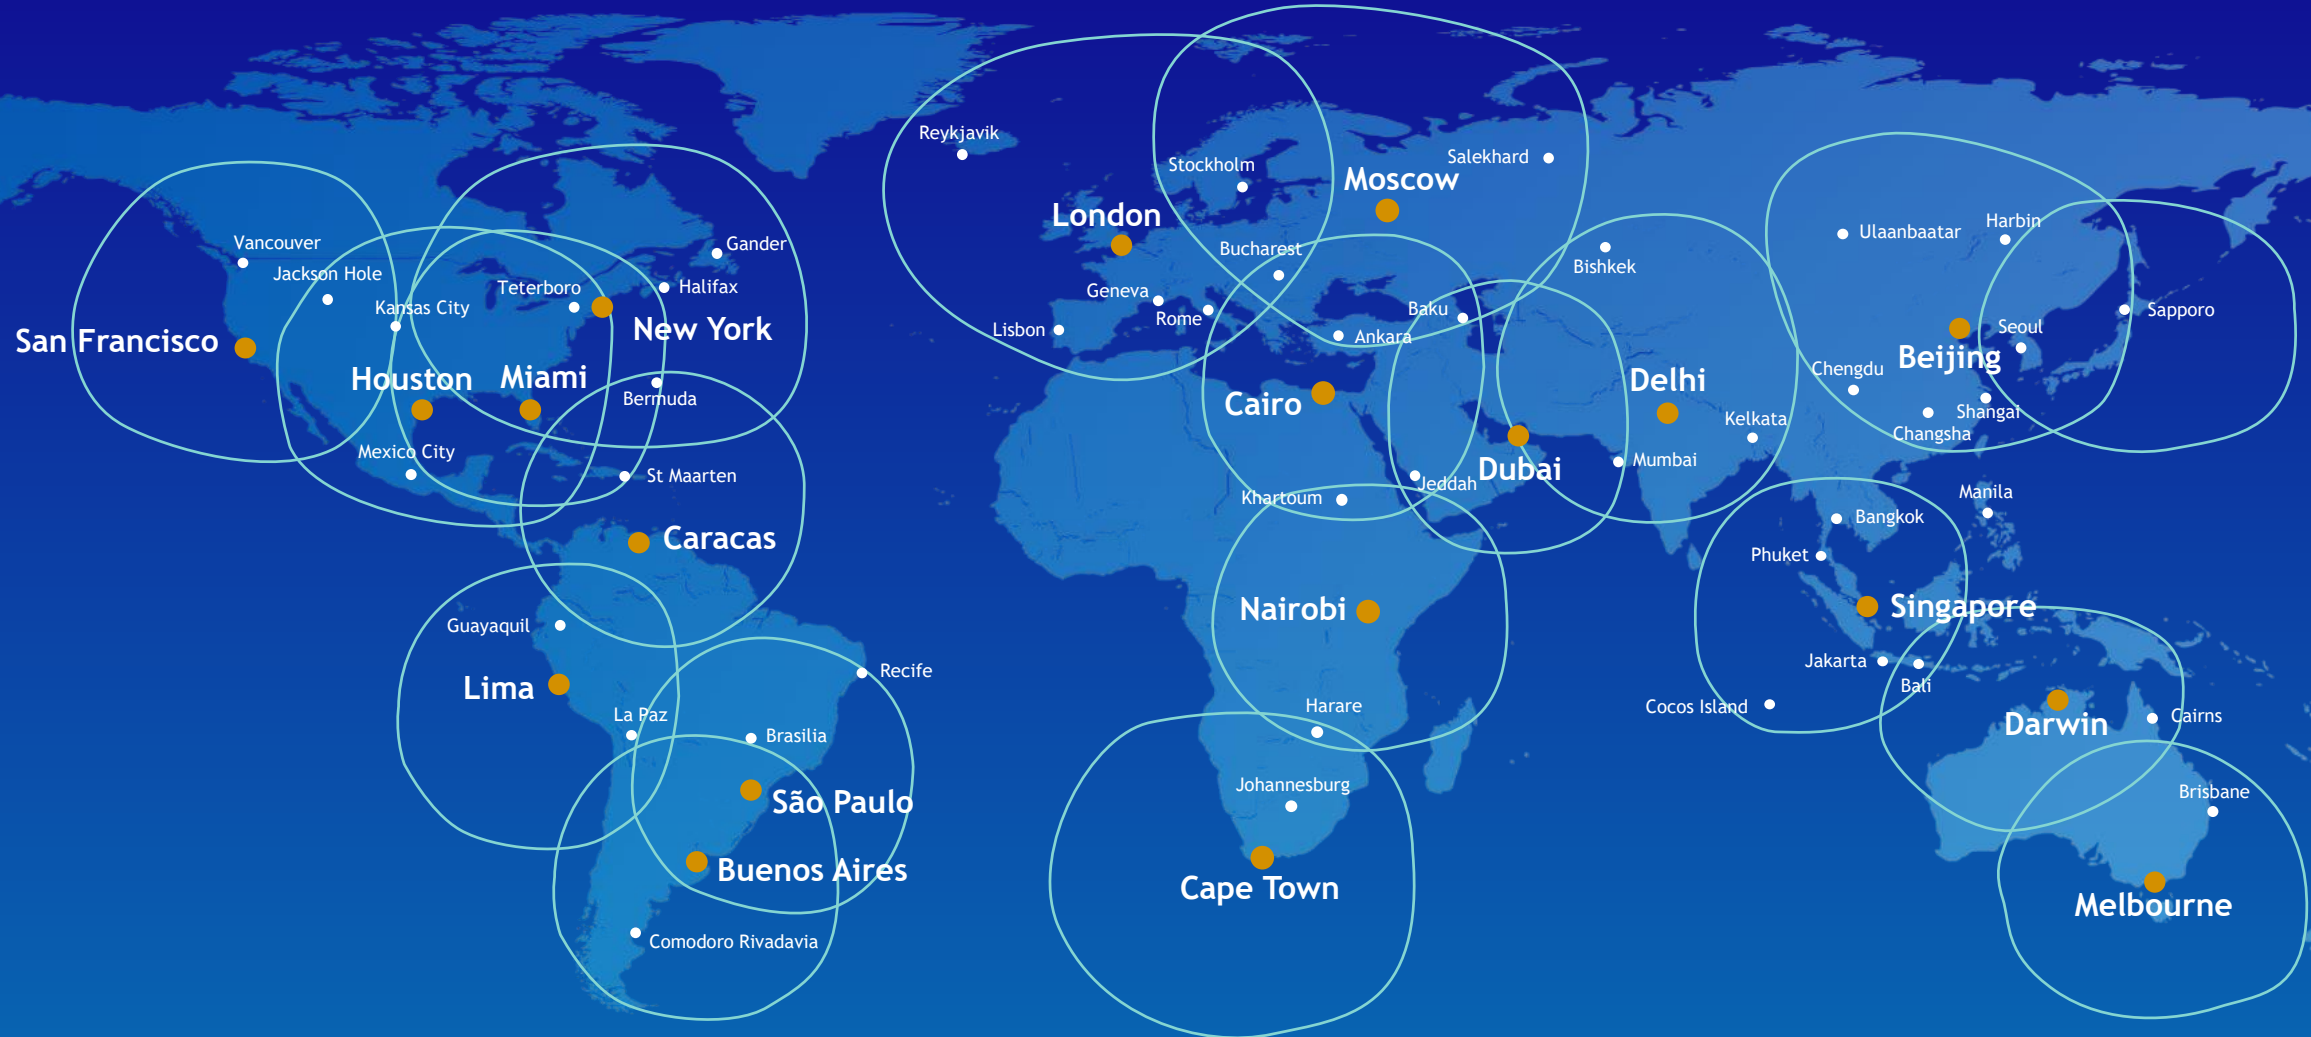 Reykjavik
Stockholm
Salekhard
Moscow
London
Vancouver
Gander
Bucharest
Ulaanbaatar
Harbin
Bishkek
Jackson Hole
Teterboro
Halifax
Geneva
Kansas City
Baku
Rome
Lisbon
Ankara
Sapporo
Seoul
San Francisco
New York
Beijing
Houston
Miami
Chengdu
Delhi
Bermuda
Cairo
Kelkata
Shangai
Changsha
Mexico City
Mumbai
St Maarten
Dubai
Jeddah
Khartoum
Manila
Bangkok
Caracas
Phuket
Nairobi
Singapore
Guayaquil
Jakarta
Recife
Lima
Bali
La Paz
Harare
Cocos Island
Cairns
Darwin
Brasilia
Johannesburg
Brisbane
São Paulo
Buenos Aires
Cape Town
Melbourne
Comodoro Rivadavia